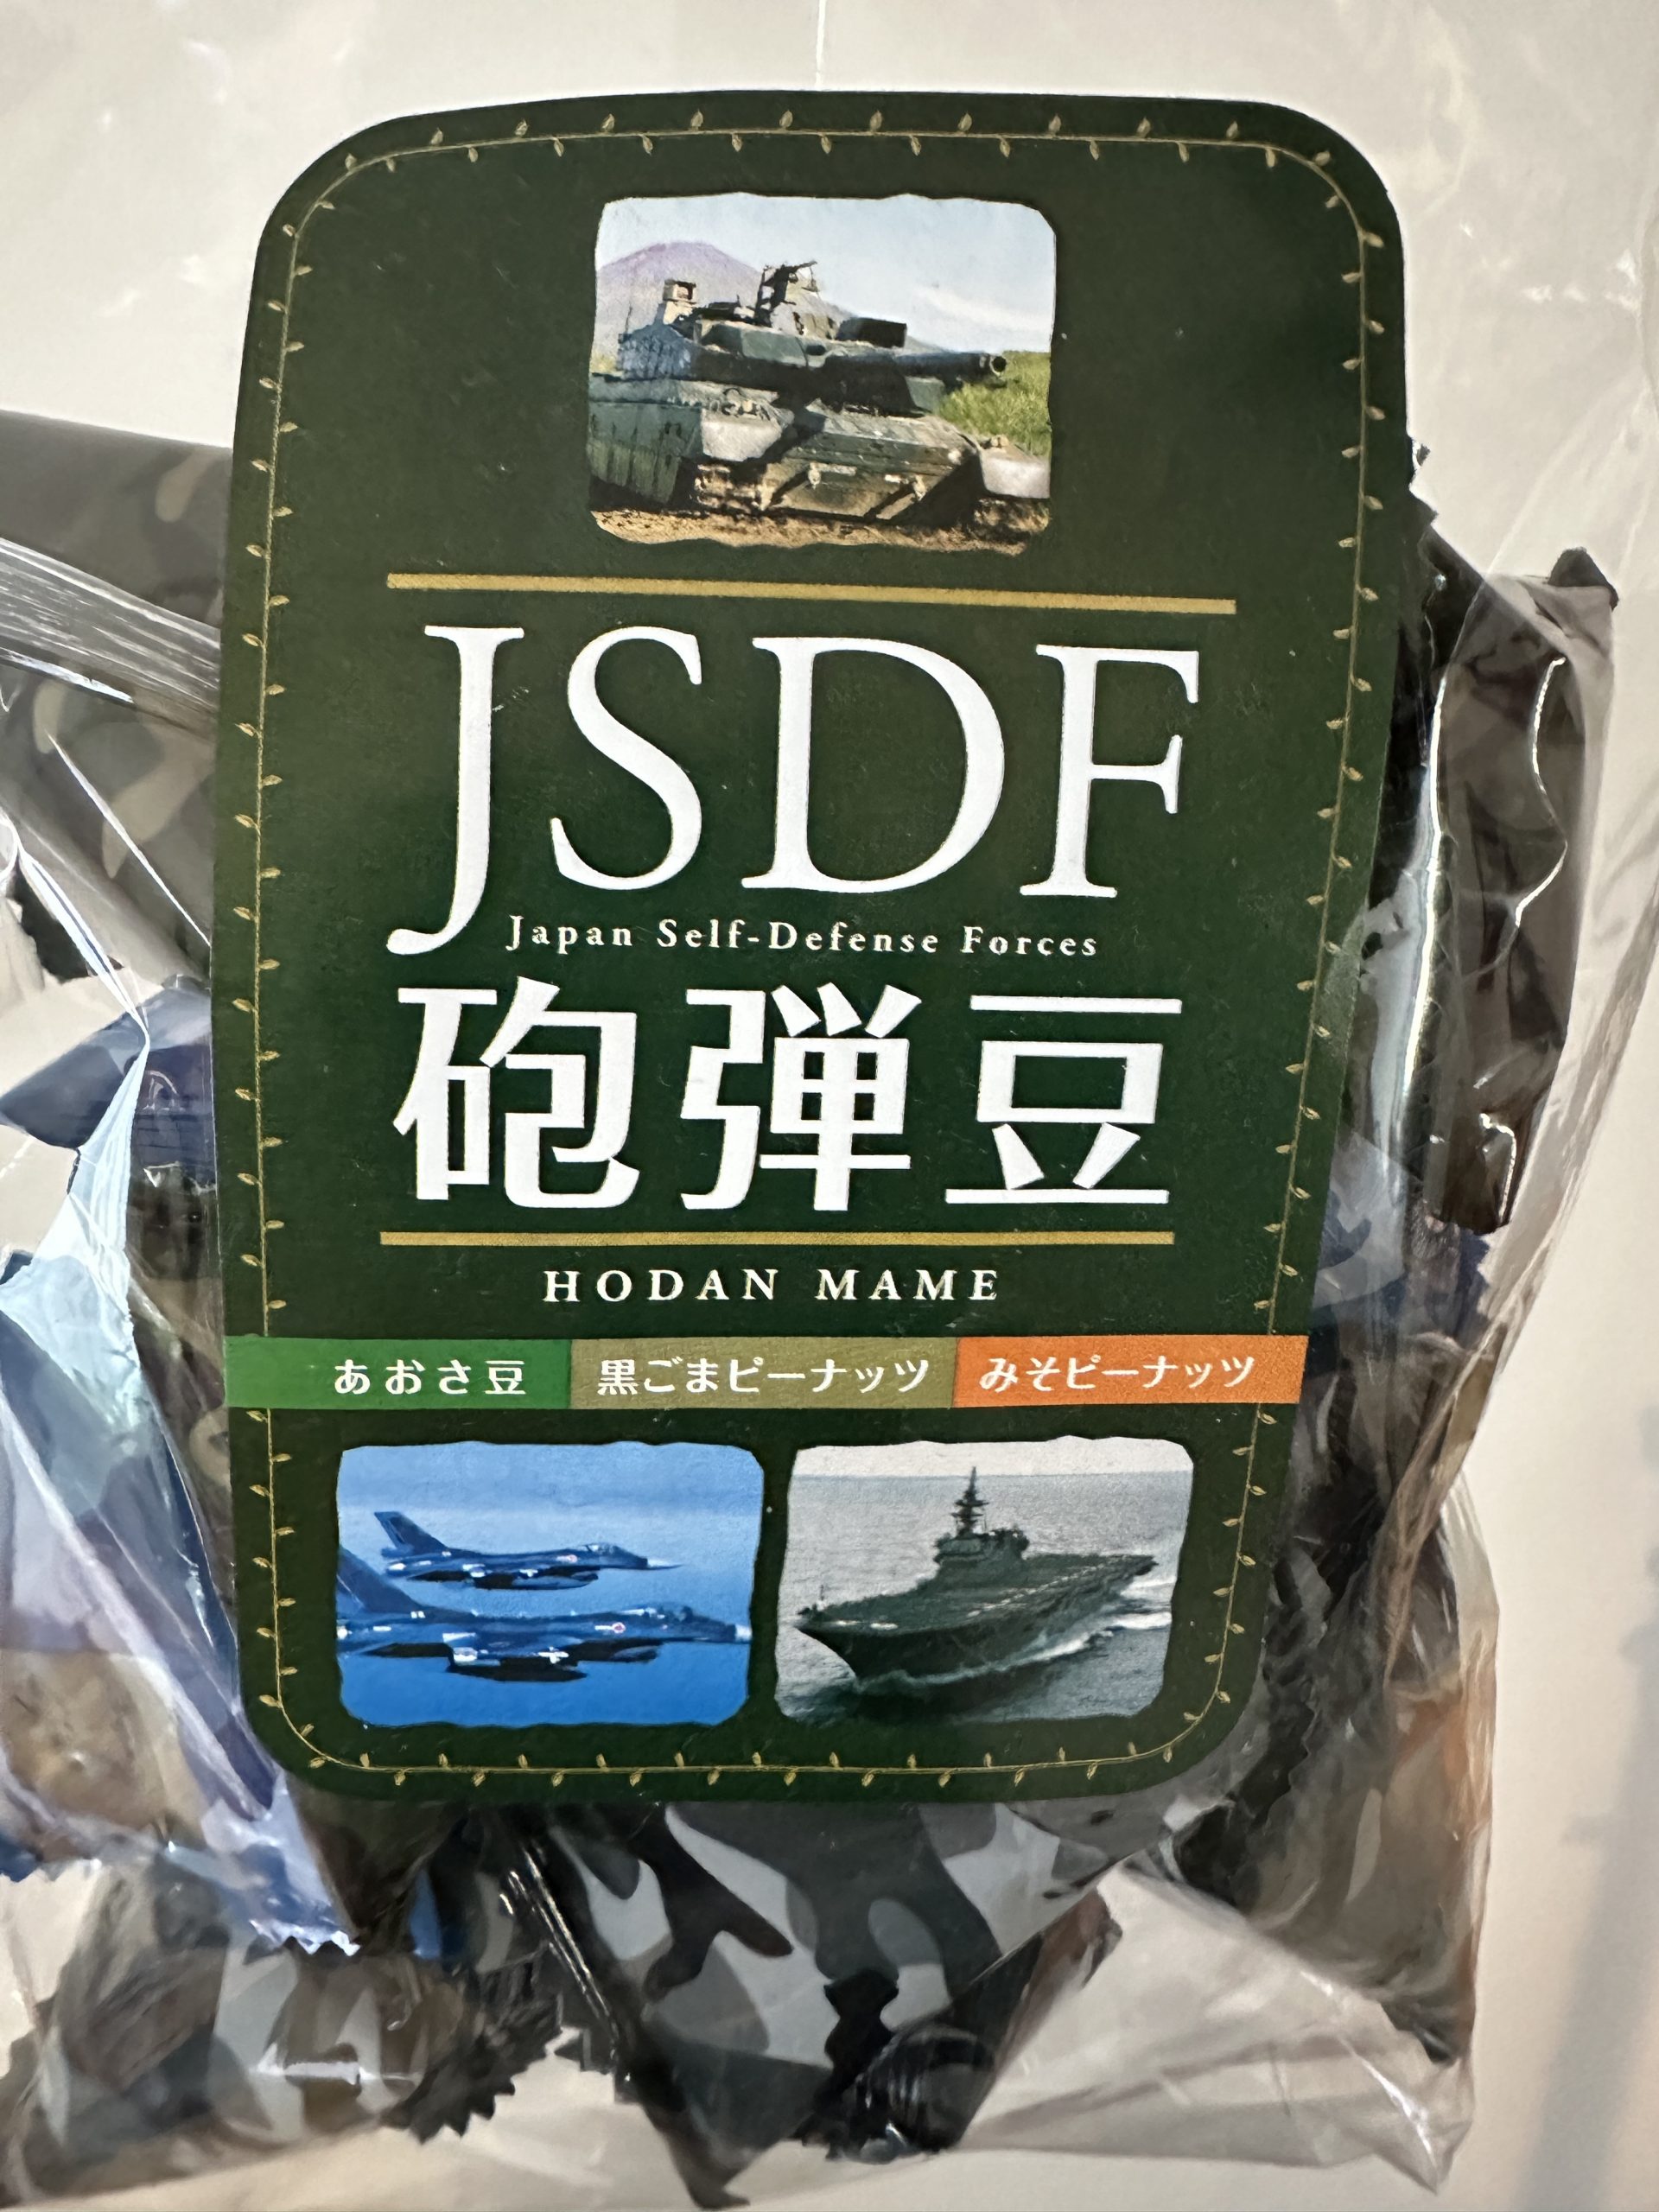 JSDF
Japan Self-Defense Forces
砲弾豆
HODAN MAME
あおさ豆 黒ごまピーナッツ みそピーナッツ